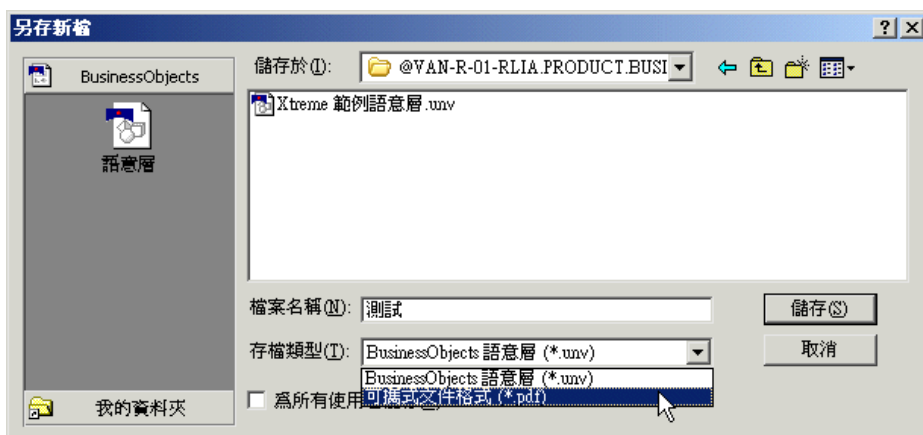 另存新檔
BusinessObjects
語意層
我的資料夾
儲存於(I):
@VAN-R-01-RLIA.PRODUCT.BUSI
Xtreme 範例語意層.unv
檔案名稱(N): 測試
儲存(S)
存檔類型(T): BusinessObjects 語意層 (*.unv)
取消
BusinessObjects 語意層 (*.unv)
可攜式文件格式 (*.pdf)
爲所有使用